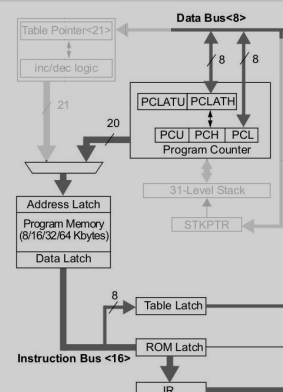 Data Bus<8>
Table Pointer<21>
inc/dec logic
8
8
PCLATU PCLATH
21
20
PCU PCH PCL
Program Counter
31-Level Stack
STKPTR
Address Latch
Program Memory
(8/16/32/64 Kbytes)
Data Latch
8
Table Latch
ROM Latch
Instruction Bus <16>
IR